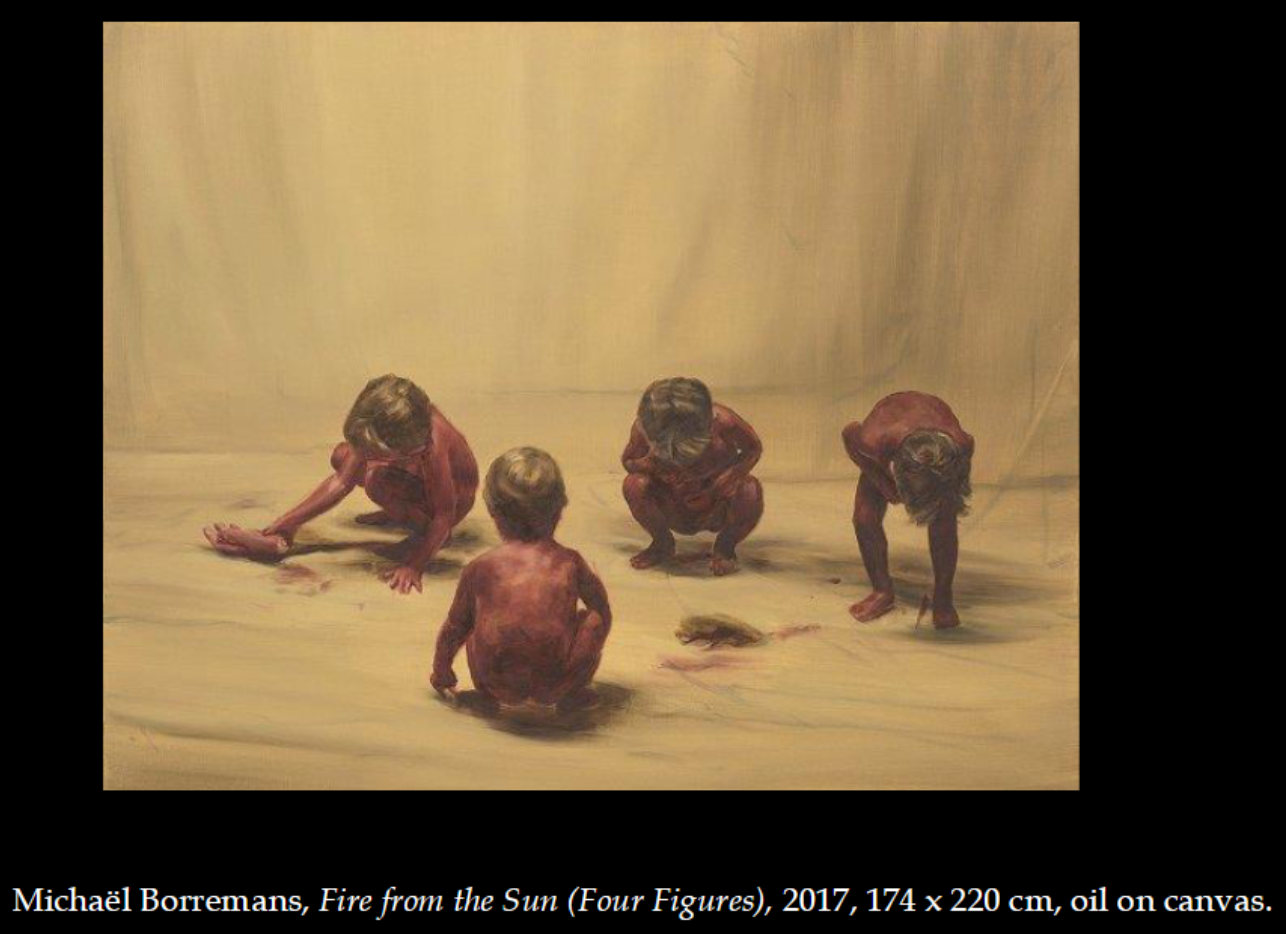 Michaël Borremans, Fire from the Sun (Four Figures), 2017, 174 x 220 cm, oil on canvas.